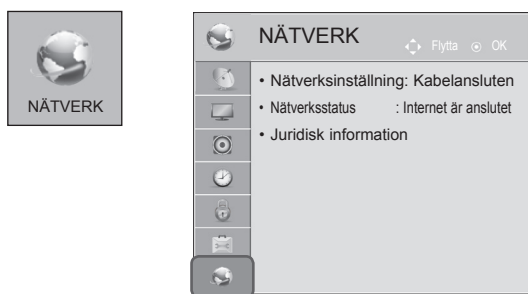 NÄTVERK
NÄTVERK Flytta OK
• Nätverksinställning: Kabelansluten
• Nätverksstatus : Internet är anslutet
• Juridisk information